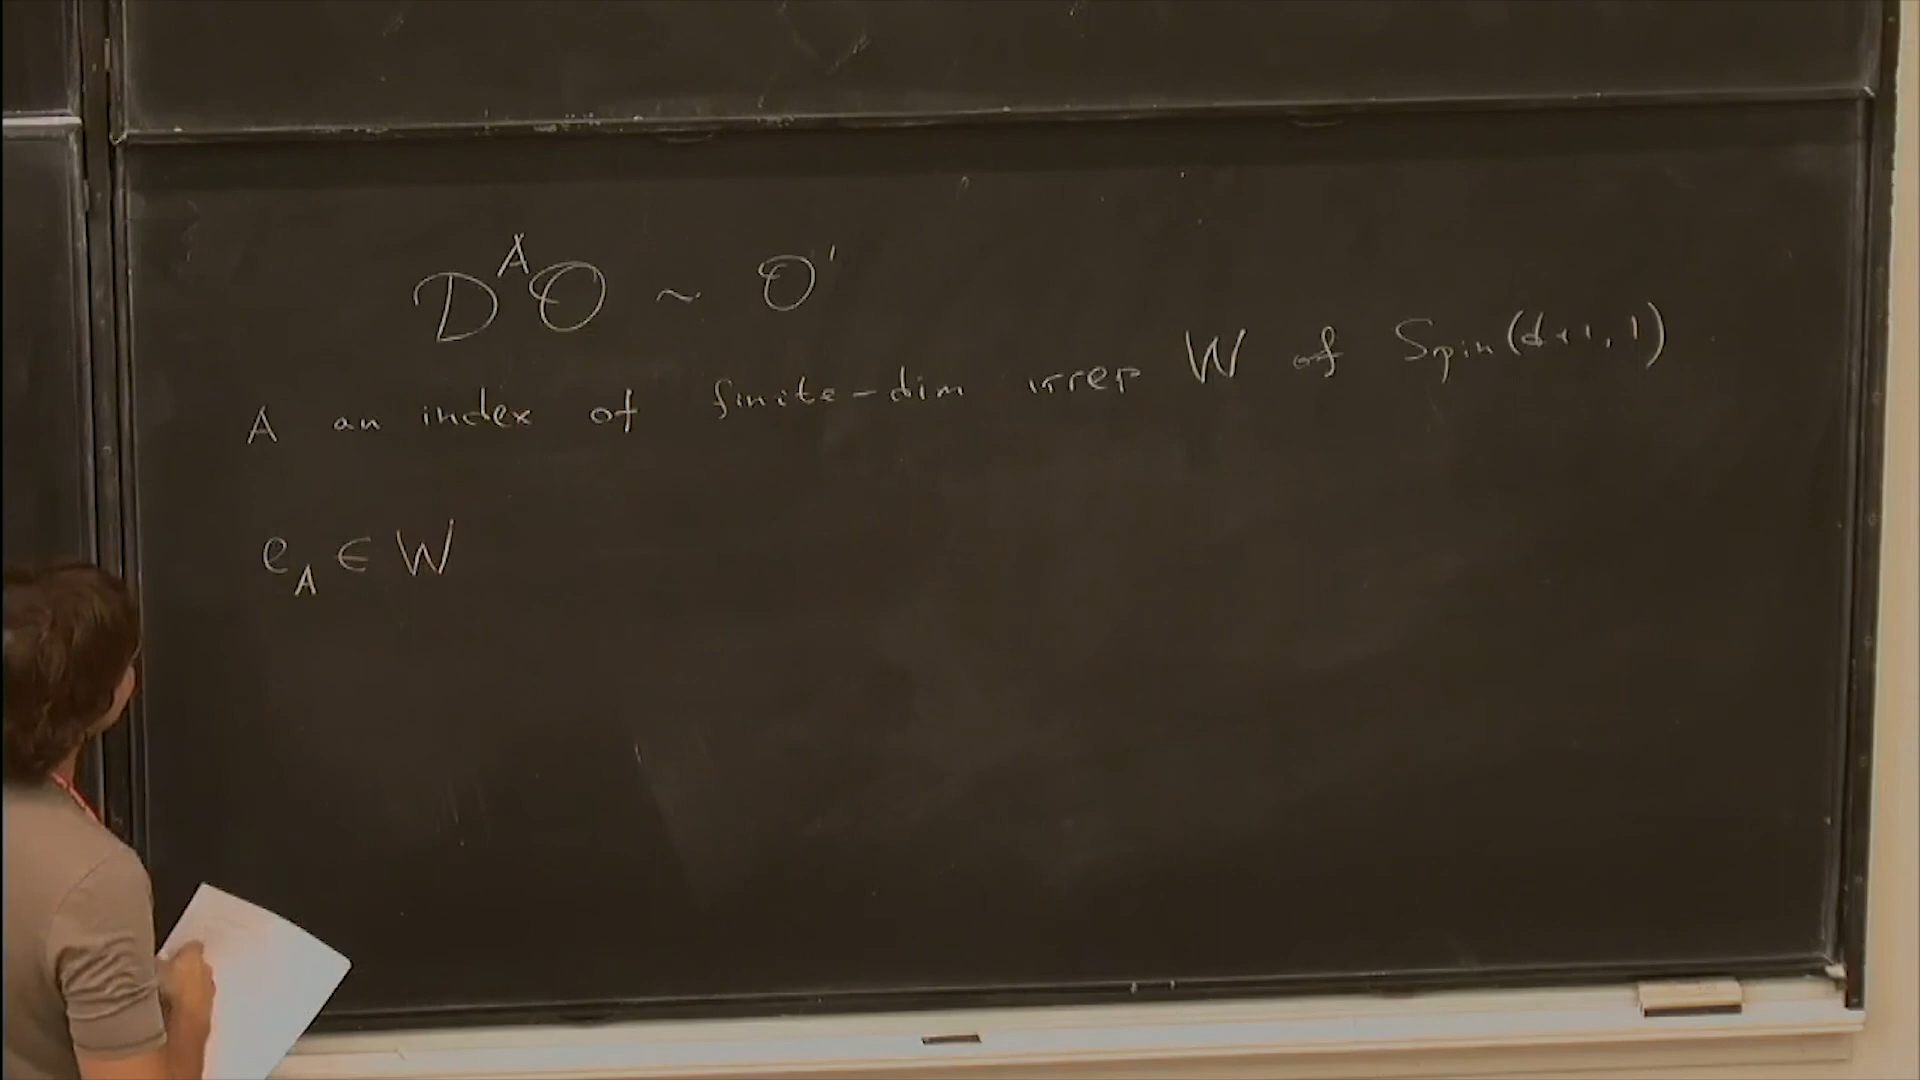 D^A O ~ O'
A an index of finite-dim irrep W of Spin(d+1,1)
e_A ∈ W